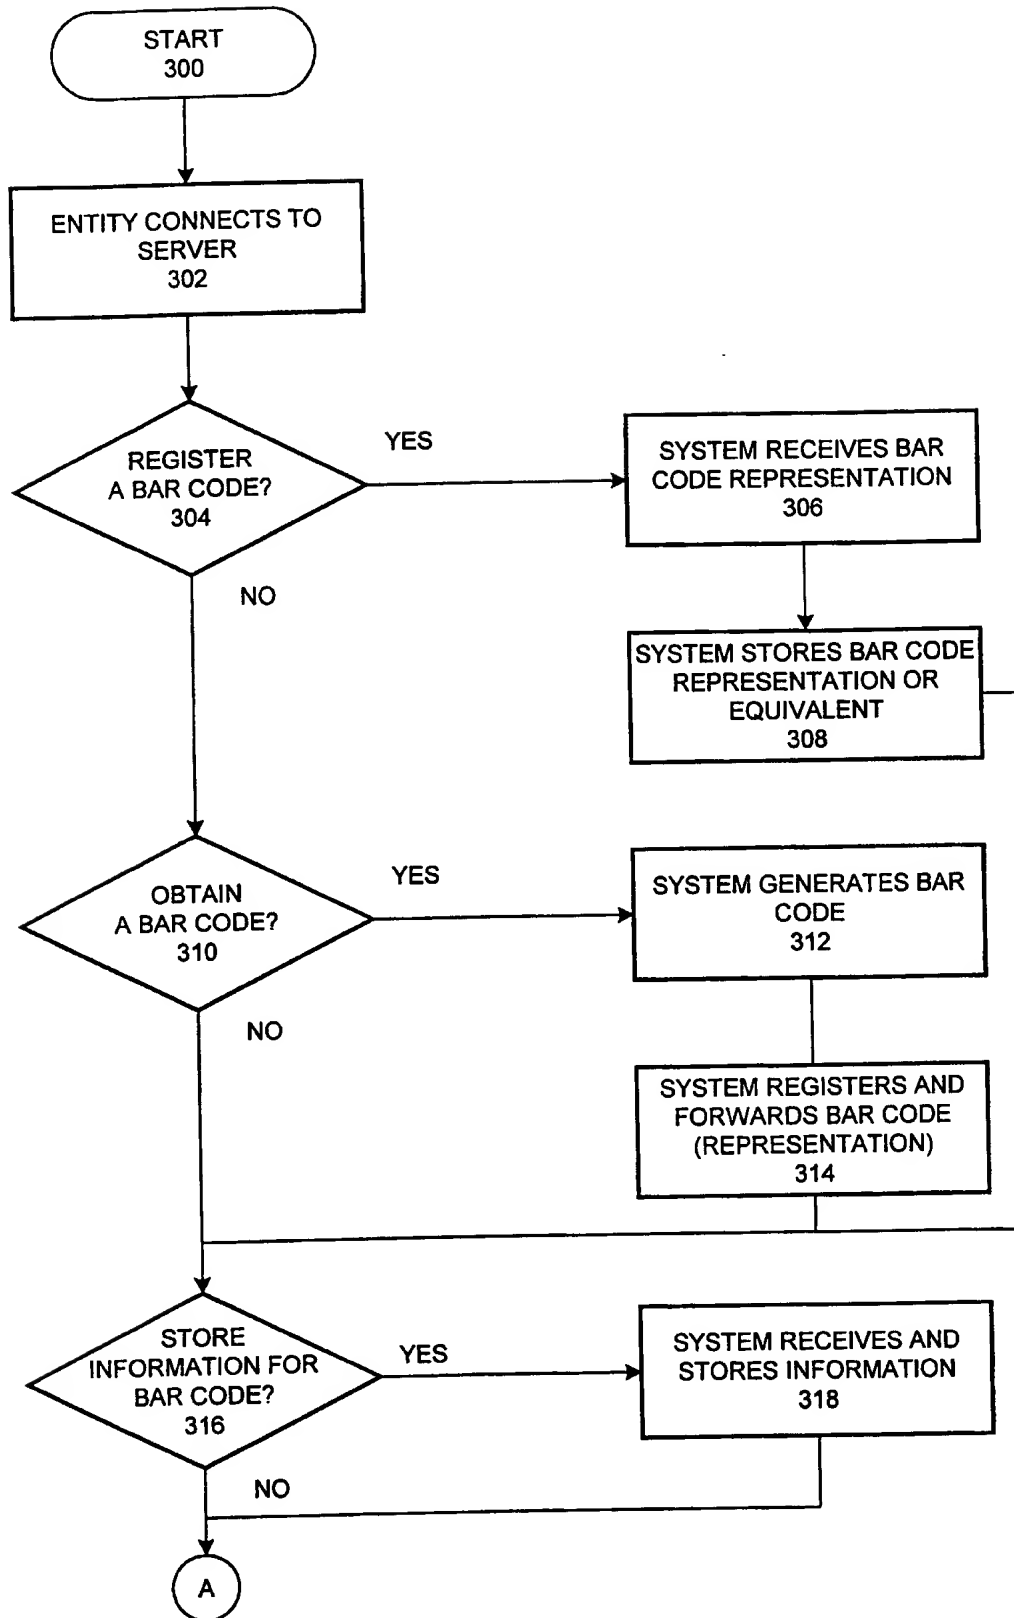 START
300
ENTITY CONNECTS TO
SERVER
302
REGISTER
A BAR CODE?
304
YES
NO
SYSTEM RECEIVES BAR
CODE REPRESENTATION
306
SYSTEM STORES BAR CODE
REPRESENTATION OR
EQUIVALENT
308
OBTAIN
A BAR CODE?
310
YES
NO
SYSTEM GENERATES BAR
CODE
312
SYSTEM REGISTERS AND
FORWARDS BAR CODE
(REPRESENTATION)
314
STORE
INFORMATION FOR
BAR CODE?
316
YES
NO
SYSTEM RECEIVES AND
STORES INFORMATION
318
A